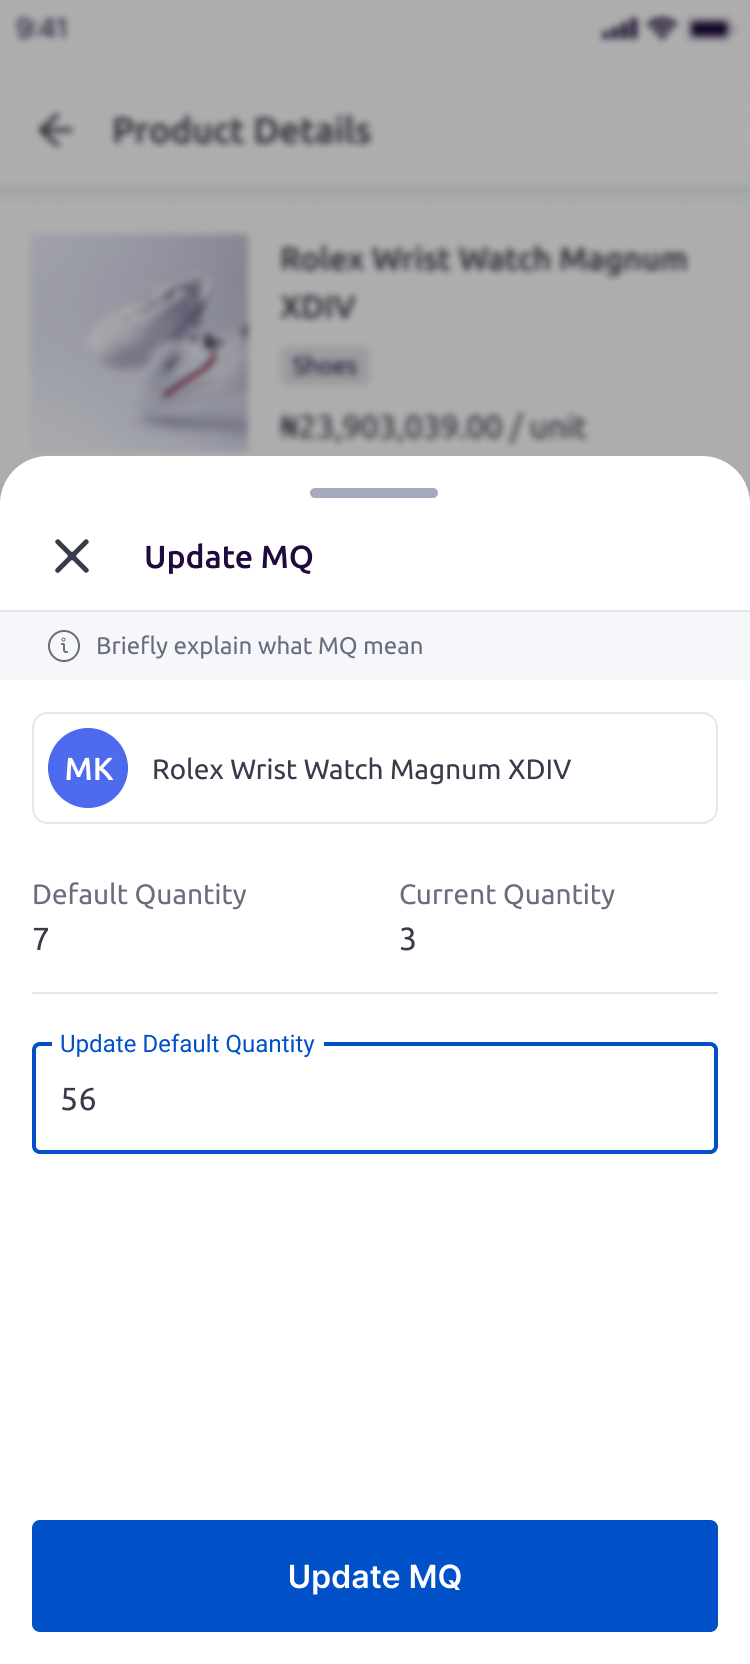 9:41
Product Details
Rolex Wrist Watch Magnum
XDIV
Shoes
₦23,903,039.00 / unit
Update MQ
Briefly explain what MQ mean
MK
Rolex Wrist Watch Magnum XDIV
Default Quantity
Current Quantity
7
3
Update Default Quantity
56
Update MQ